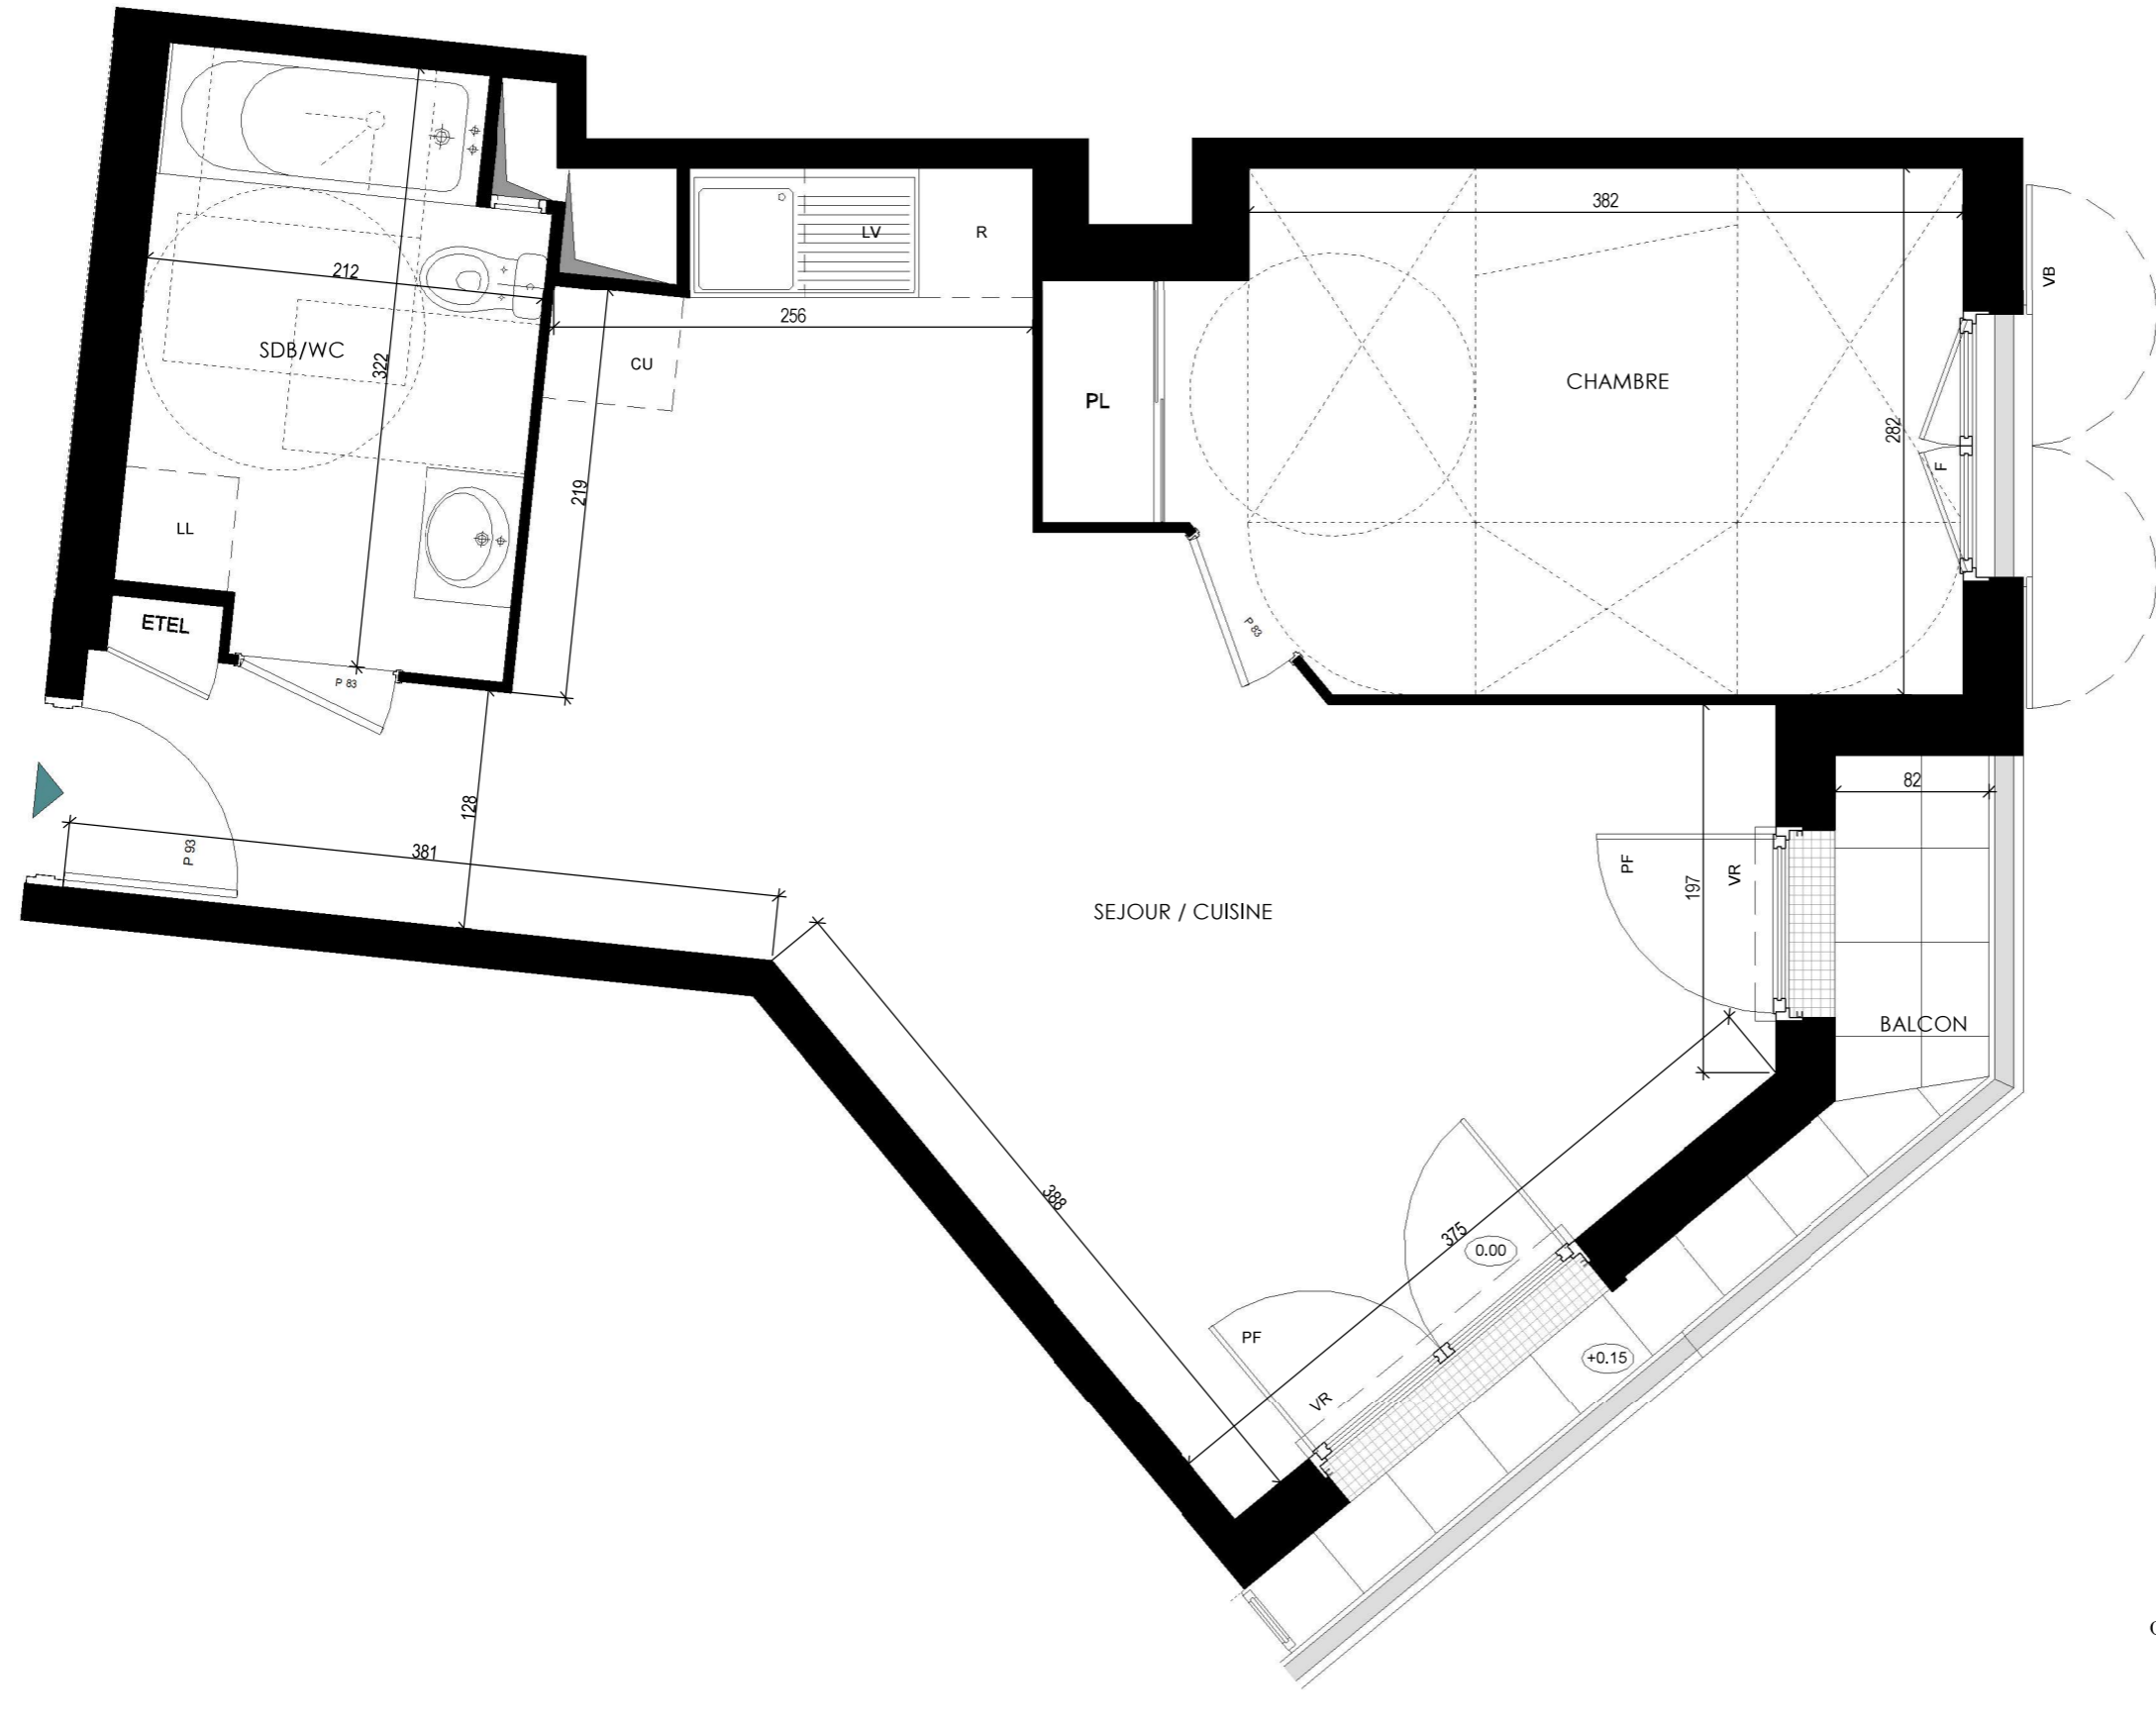 382
LV
R
VB
212
256
SDB/WC
322
CU
CHAMBRE
PL
282
F
219
LL
ETEL
P 83
P 83
82
128
381
P 93
PF
VR
197
SEJOUR / CUISINE
BALCON
388
375
0.00
PF
+0.15
VR